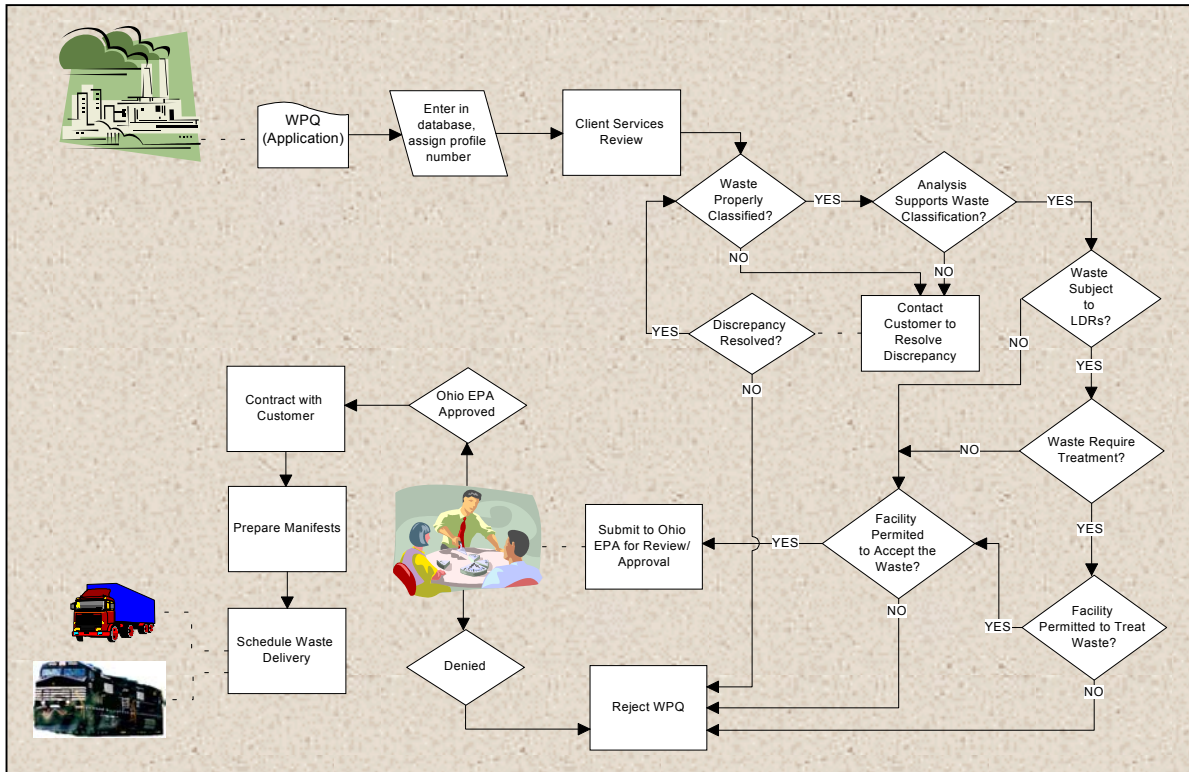 WPQ
(Application)
Enter in
database,
assign profile
number
Client Services
Review
Waste
Properly
Classified?
YES
Analysis
Supports Waste
Classification?
YES
NO
NO
Waste
Subject
to
LDRs?
Contact
Customer to
Resolve
Discrepancy
Discrepancy
Resolved?
YES
NO
NO
YES
Waste Require
Treatment?
NO
YES
Facility
Permitted to Treat
Waste?
YES
NO
Facility
Permited
to Accept the
Waste?
YES
NO
Submit to Ohio
EPA for Review/
Approval
Ohio EPA
Approved
Contract with
Customer
Prepare Manifests
Schedule Waste
Delivery
Denied
Reject WPQ